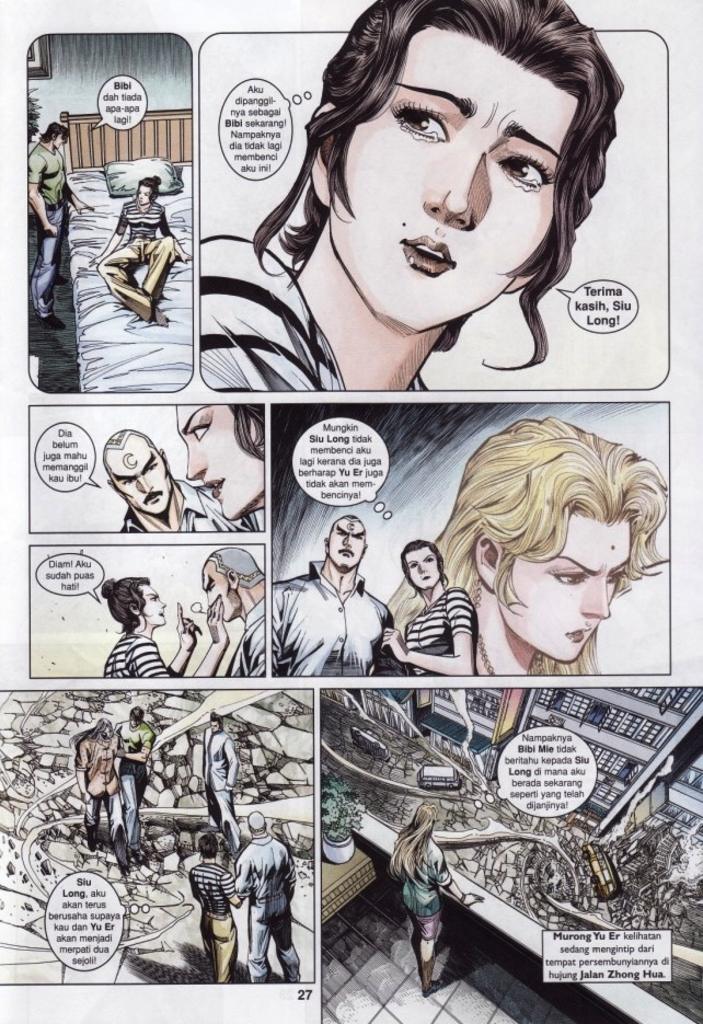 Bibi
dah tiada
apa-apa
lagi!
Aku
dipanggil-
nya sebagai
Bibi sekarang!
Nampaknya
dia tidak lagi
membenci
aku ini!
Terima
kasih, Siu
Long!
Dia
belum
juga mahu
memanggil
kau ibu!
Diam! Aku
sudah puas
hati!
Mungkin
Siu Long tidak
membenci aku
lagi kerana dia juga
berharap Yu Er juga
tidak akan mem-
bencinya!
Siu
Long, aku
akan terus
berusaha supaya
kau dan Yu Er
akan menjadi
merpati dua
sejoli!
Nampaknya
Bibi Mie tidak
beritahu kepada Siu
Long di mana aku
berada sekarang
seperti yang telah
dijanjinya!
Murong Yu Er kelihatan
sedang mengintip dari
tempat persembunyiannya di
hujung Jalan Zhong Hua.
27